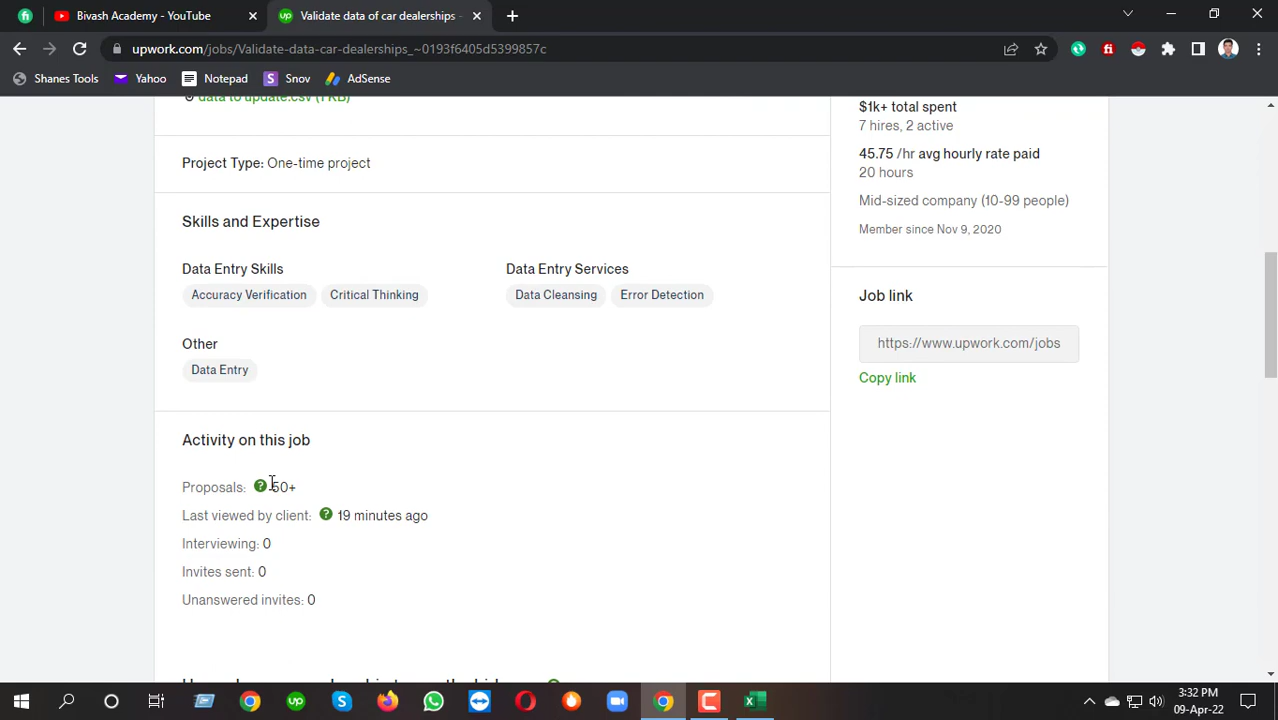 Bivash Academy - YouTube
Validate data of car dealerships -
upwork.com/jobs/Validate-data-car-dealerships_~0193f6405d5399857c
Shanes Tools
Yahoo
Notepad
Snov
AdSense
data to update.csv (1 KB)
Project Type: One-time project
Skills and Expertise
Data Entry Skills
Data Entry Services
Accuracy Verification
Critical Thinking
Data Cleansing
Error Detection
Other
Data Entry
Activity on this job
Proposals: 50+
Last viewed by client: 19 minutes ago
Interviewing: 0
Invites sent: 0
Unanswered invites: 0
$1k+ total spent
7 hires, 2 active
45.75 /hr avg hourly rate paid
20 hours
Mid-sized company (10-99 people)
Member since Nov 9, 2020
Job link
https://www.upwork.com/jobs
Copy link
3:32 PM
09-Apr-22